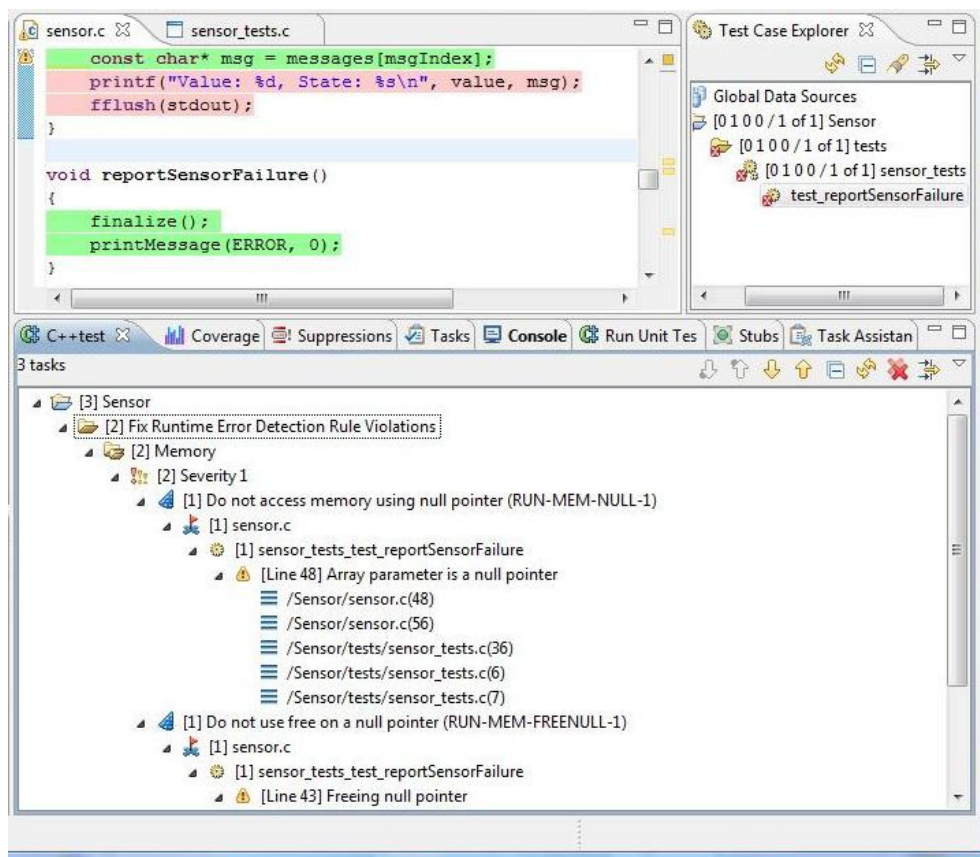 sensor.c
sensor_tests.c
const char* msg = messages[msgIndex];
printf("Value: %d, State: %s\n", value, msg);
fflush(stdout);
}
void reportSensorFailure()
{
finalize();
printMessage(ERROR, 0);
}
Test Case Explorer
Global Data Sources
[0 1 0 0 / 1 of 1] Sensor
[0 1 0 0 / 1 of 1] tests
[0 1 0 0 / 1 of 1] sensor_tests
test_reportSensorFailure
C++test
Coverage
Suppressions
Tasks
Console
Run Unit Tes
Stubs
Task Assistan
3 tasks
[3] Sensor
[2] Fix Runtime Error Detection Rule Violations
[2] Memory
[2] Severity 1
[1] Do not access memory using null pointer (RUN-MEM-NULL-1)
[1] sensor.c
[1] sensor_tests_test_reportSensorFailure
[Line 48] Array parameter is a null pointer
/Sensor/sensor.c(48)
/Sensor/sensor.c(56)
/Sensor/tests/sensor_tests.c(36)
/Sensor/tests/sensor_tests.c(6)
/Sensor/tests/sensor_tests.c(7)
[1] Do not use free on a null pointer (RUN-MEM-FREENULL-1)
[1] sensor.c
[1] sensor_tests_test_reportSensorFailure
[Line 43] Freeing null pointer